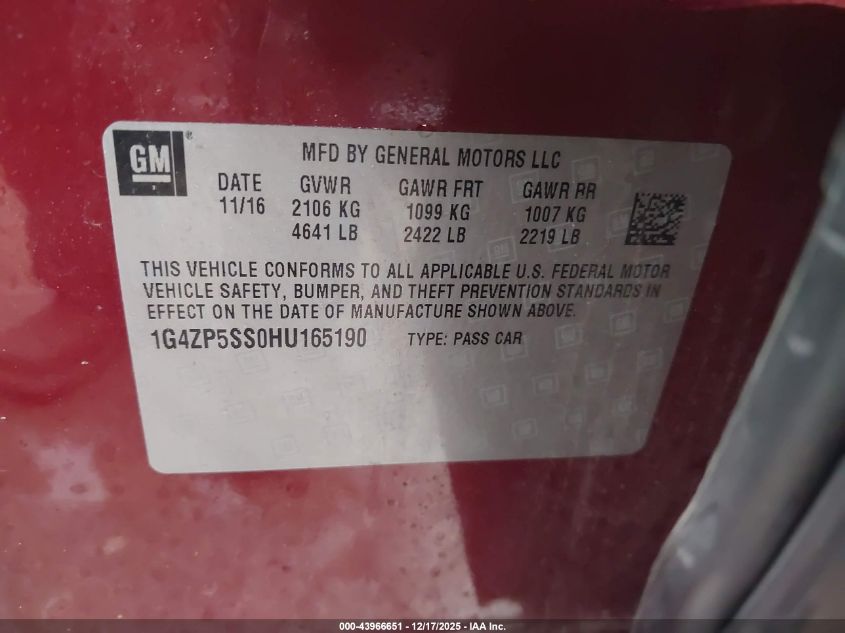 GM ®
MFD BY GENERAL MOTORS LLC
DATE GVWR GAWR FRT GAWR RR
11/16 2106 KG 1099 KG 1007 KG
4641 LB 2422 LB 2219 LB
THIS VEHICLE CONFORMS TO ALL APPLICABLE U.S. FEDERAL MOTOR
VEHICLE SAFETY, BUMPER, AND THEFT PREVENTION STANDARDS IN
EFFECT ON THE DATE OF MANUFACTURE SHOWN ABOVE.
1G4ZP5SS0HU165190 TYPE: PASS CAR
000-43966651 - 12/17/2025 - IAA Inc.